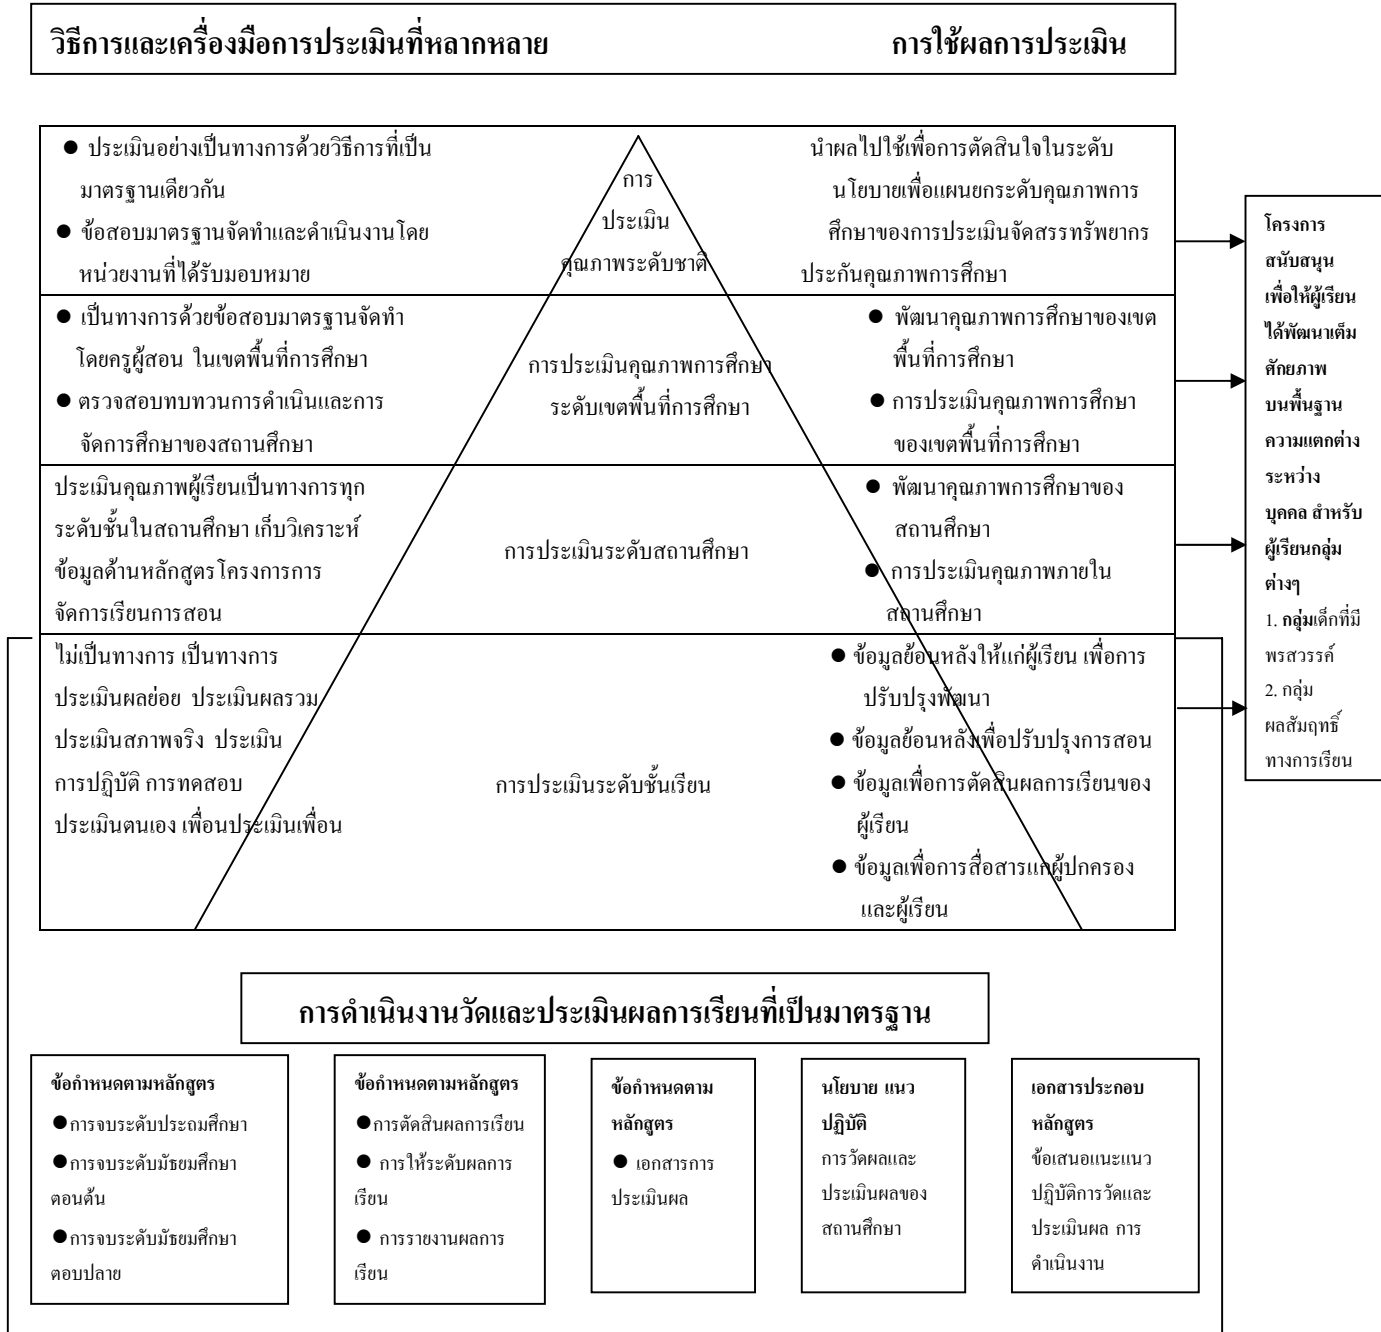 วิธีการและเครื่องมือการประเมินที่หลากหลาย การใช้ผลการประเมิน
● ประเมินอย่างเป็นทางการด้วยวิธีการที่เป็น
มาตรฐานเดียวกัน
● ข้อสอบมาตรฐานจัดทำและดำเนินงานโดย
หน่วยงานที่ได้รับมอบหมาย
การ
ประเมิน
คุณภาพระดับชาติ
นำผลไปใช้เพื่อการตัดสินใจในระดับ
นโยบายเพื่อแผนยกระดับคุณภาพการ
ศึกษาของการประเมินจัดสรรทรัพยากร
ประกันคุณภาพการศึกษา
● เป็นทางการด้วยข้อสอบมาตรฐานจัดทำ
โดยครูผู้สอน ในเขตพื้นที่การศึกษา
● ตรวจสอบทบทวนการดำเนินและการ
จัดการศึกษาของสถานศึกษา
การประเมินคุณภาพการศึกษา
ระดับเขตพื้นที่การศึกษา
● พัฒนาคุณภาพการศึกษาของเขต
พื้นที่การศึกษา
● การประเมินคุณภาพการศึกษา
ของเขตพื้นที่การศึกษา
ประเมินคุณภาพผู้เรียนเป็นทางการทุก
ระดับชั้นในสถานศึกษา เก็บวิเคราะห์
ข้อมูลด้านหลักสูตรโครงการการ
จัดการเรียนการสอน
การประเมินระดับสถานศึกษา
● พัฒนาคุณภาพการศึกษาของ
สถานศึกษา
● การประเมินคุณภาพภายใน
สถานศึกษา
ไม่เป็นทางการ เป็นทางการ
ประเมินผลย่อย ประเมินผลรวม
ประเมินสภาพจริง ประเมิน
การปฏิบัติ การทดสอบ
ประเมินตนเอง เพื่อนประเมินเพื่อน
การประเมินระดับชั้นเรียน
● ข้อมูลย้อนหลังให้แก่ผู้เรียน เพื่อการ
ปรับปรุงพัฒนา
● ข้อมูลย้อนหลังเพื่อปรับปรุงการสอน
● ข้อมูลเพื่อการตัดสินผลการเรียนของ
ผู้เรียน
● ข้อมูลเพื่อการสื่อสารแก่ผู้ปกครอง
และผู้เรียน
โครงการ
สนับสนุน
เพื่อให้ผู้เรียน
ได้พัฒนาเต็ม
ศักยภาพ
บนพื้นฐาน
ความแตกต่าง
ระหว่าง
บุคคล สำหรับ
ผู้เรียนกลุ่ม
ต่างๆ
1. กลุ่มเด็กที่มี
พรสวรรค์
2. กลุ่ม
ผลสัมฤทธิ์
ทางการเรียน
การดำเนินงานวัดและประเมินผลการเรียนที่เป็นมาตรฐาน
ข้อกำหนดตามหลักสูตร
●การจบระดับประถมศึกษา
●การจบระดับมัธยมศึกษา
ตอนต้น
●การจบระดับมัธยมศึกษา
ตอบปลาย
ข้อกำหนดตามหลักสูตร
●การตัดสินผลการเรียน
● การให้ระดับผลการ
เรียน
● การรายงานผลการ
เรียน
ข้อกำหนดตาม
หลักสูตร
● เอกสารการ
ประเมินผล
นโยบาย แนว
ปฏิบัติ
การวัดผลและ
ประเมินผลของ
สถานศึกษา
เอกสารประกอบ
หลักสูตร
ข้อเสนอแนะแนว
ปฏิบัติการวัดและ
ประเมินผล การ
ดำเนินงาน